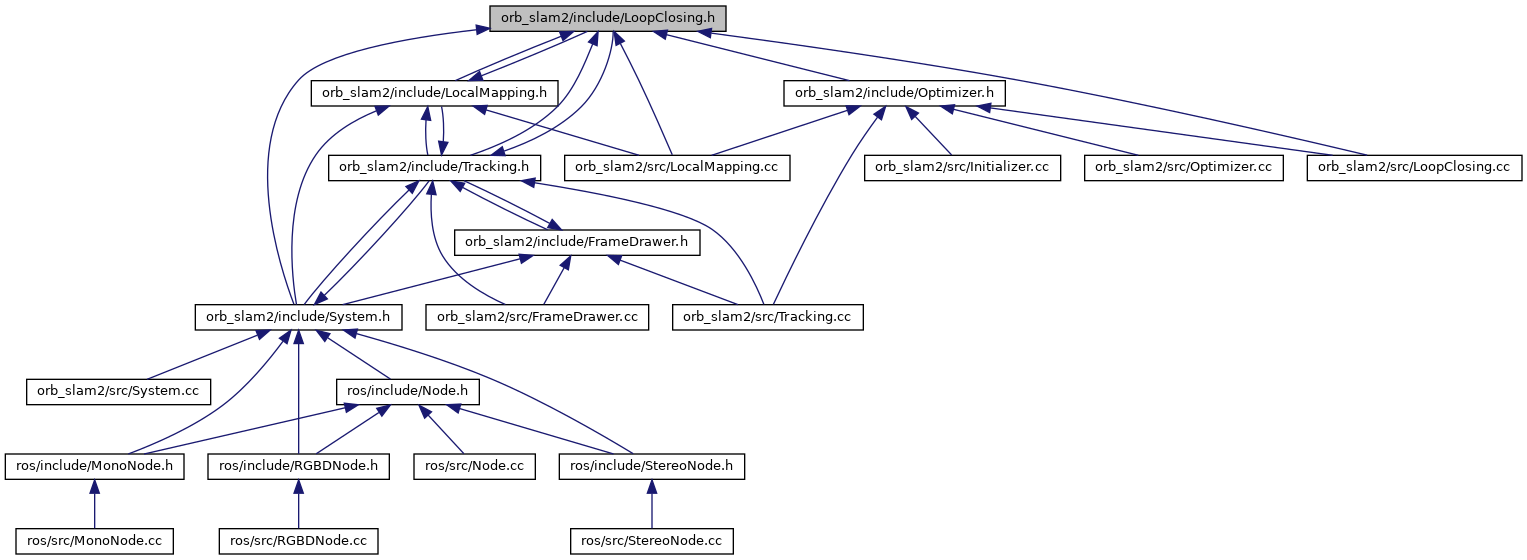 orb_slam2/include/LoopClosing.h
orb_slam2/include/LocalMapping.h
orb_slam2/include/Optimizer.h
orb_slam2/include/Tracking.h
orb_slam2/src/LocalMapping.cc
orb_slam2/src/Initializer.cc
orb_slam2/src/Optimizer.cc
orb_slam2/src/LoopClosing.cc
orb_slam2/include/FrameDrawer.h
orb_slam2/include/System.h
orb_slam2/src/FrameDrawer.cc
orb_slam2/src/Tracking.cc
orb_slam2/src/System.cc
ros/include/Node.h
ros/include/MonoNode.h
ros/include/RGBDNode.h
ros/src/Node.cc
ros/include/StereoNode.h
ros/src/MonoNode.cc
ros/src/RGBDNode.cc
ros/src/StereoNode.cc